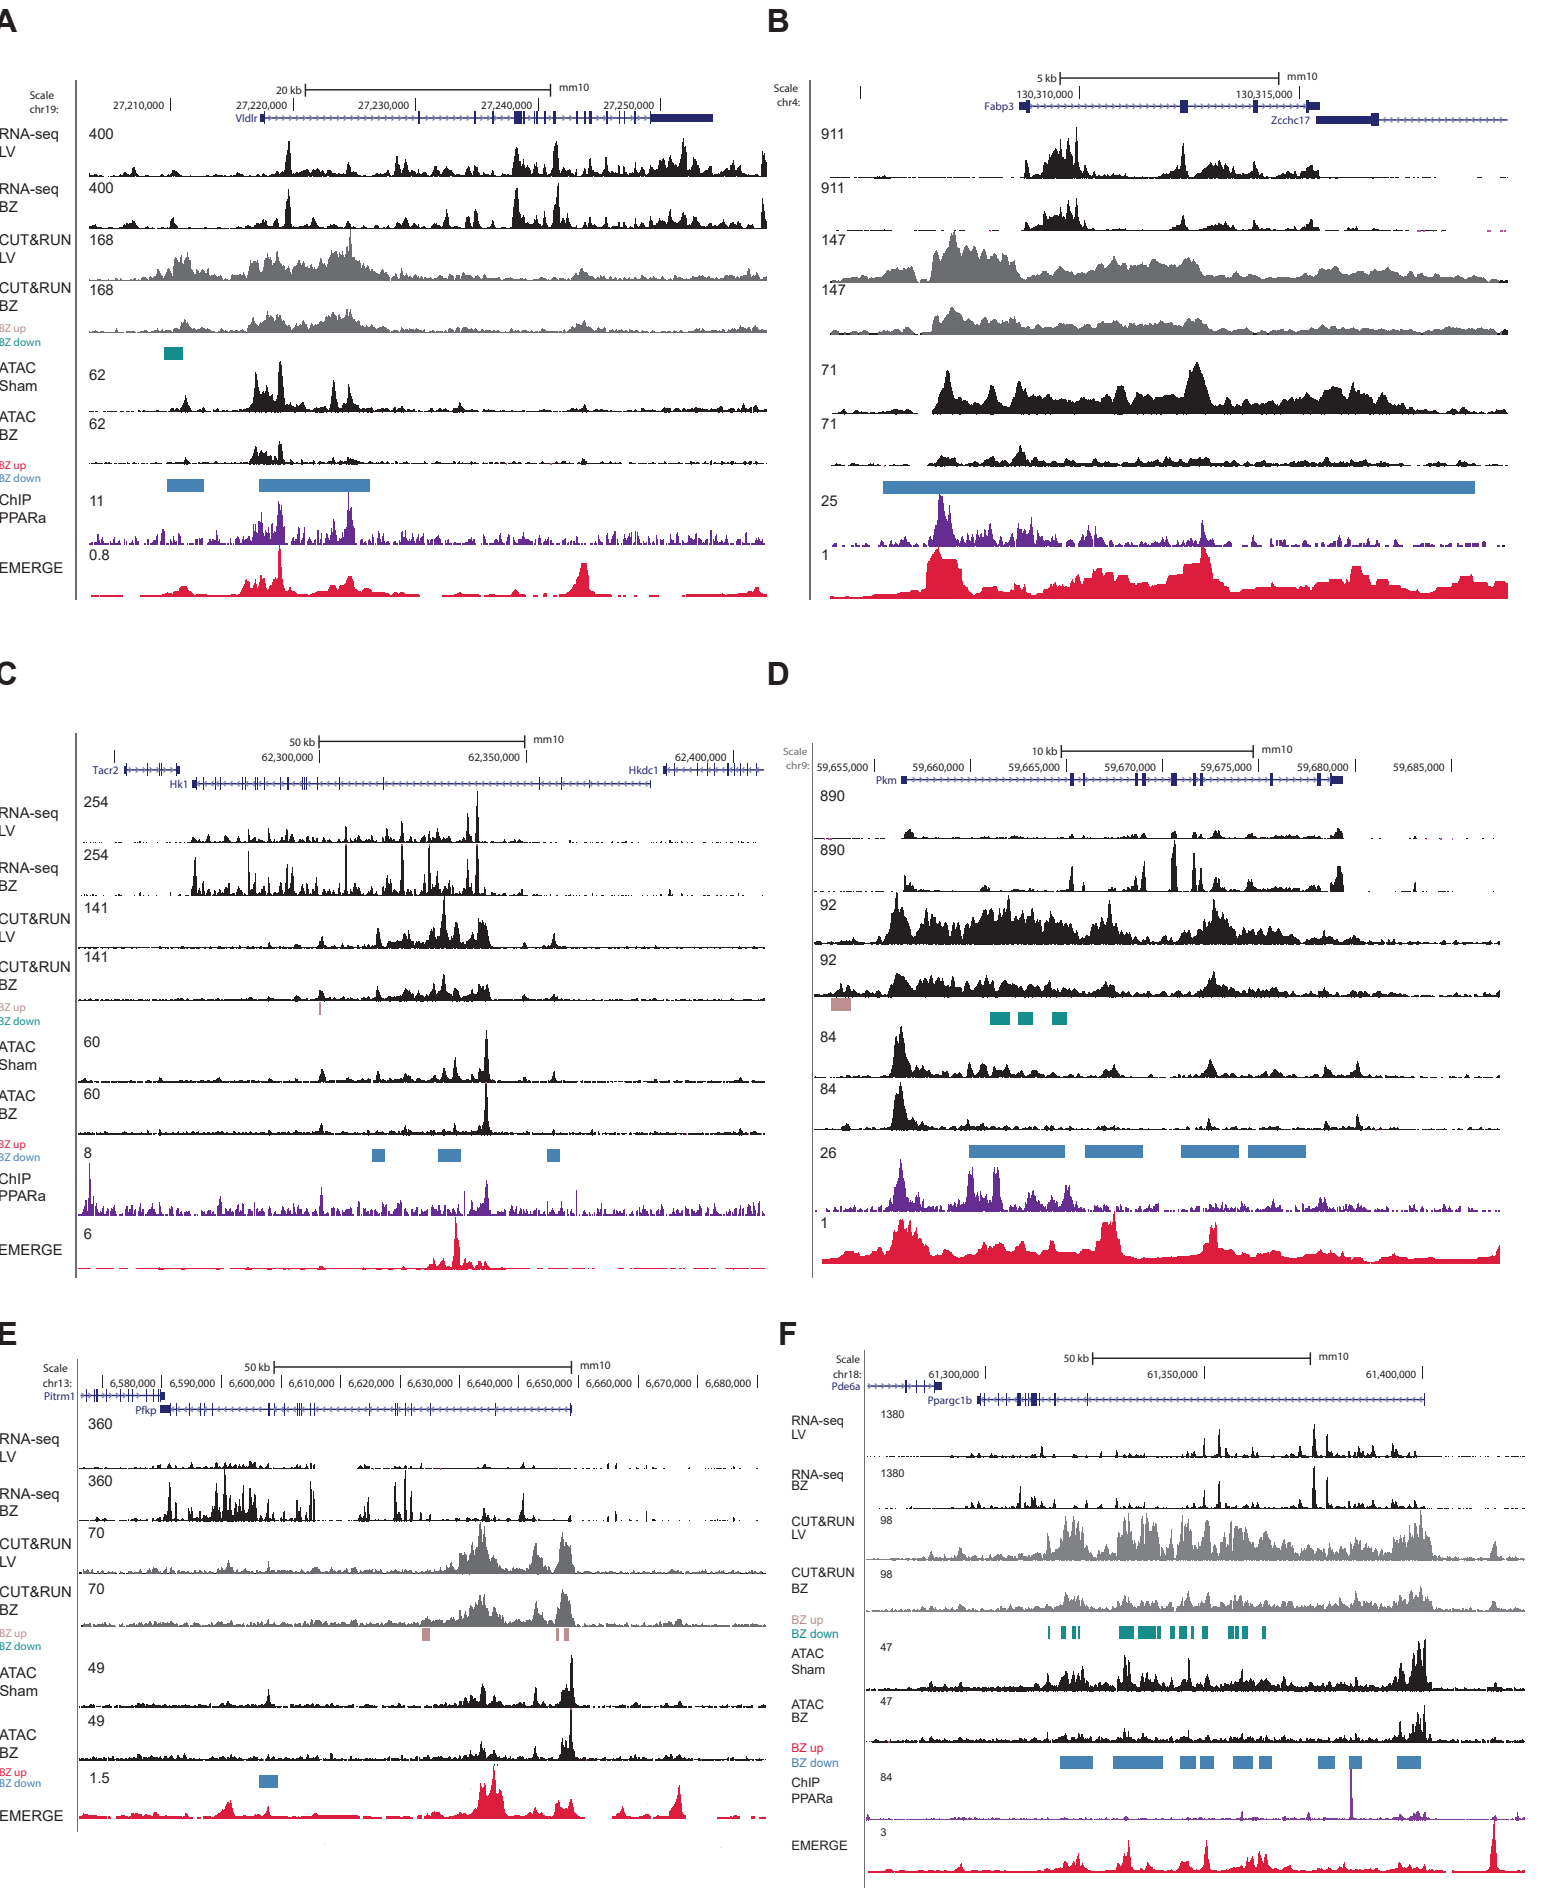 A
Scale
20 kb
mm10
chr19:
27,210,000
27,220,000
27,230,000
27,240,000
27,250,000
Vldlr
RNA-seq
LV
400
RNA-seq
BZ
400
CUT&RUN
LV
168
CUT&RUN
BZ
168
BZ up
BZ down
ATAC
Sham
62
ATAC
BZ
62
BZ up
BZ down
ChIP
PPARa
11
EMERGE
0.8
B
Scale
5 kb
mm10
chr4:
130,310,000
130,315,000
Fabp3
Zcchc17
911
911
147
147
71
71
25
1
C
50 kb
mm10
62,300,000
62,350,000
62,400,000
Tacr2
Hkdc1
Hk1
RNA-seq
LV
254
RNA-seq
BZ
254
CUT&RUN
LV
141
CUT&RUN
BZ
141
BZ up
BZ down
ATAC
Sham
60
ATAC
BZ
60
BZ up
BZ down
ChIP
PPARa
8
EMERGE
6
D
Scale
10 kb
mm10
chr9:
59,655,000
59,660,000
59,665,000
59,670,000
59,675,000
59,680,000
59,685,000
Pkm
890
890
92
92
84
84
26
1
E
Scale
50 kb
mm10
chr13:
6,580,000
6,590,000
6,600,000
6,610,000
6,620,000
6,630,000
6,640,000
6,650,000
6,660,000
6,670,000
6,680,000
Pitrm1
Pfkp
RNA-seq
LV
360
RNA-seq
BZ
360
CUT&RUN
LV
70
CUT&RUN
BZ
70
BZ up
BZ down
ATAC
Sham
49
ATAC
BZ
49
BZ up
BZ down
1.5
EMERGE
F
Scale
50 kb
mm10
chr18:
61,300,000
61,350,000
61,400,000
Pde6a
Ppargc1b
RNA-seq
LV
1380
RNA-seq
BZ
1380
CUT&RUN
LV
98
CUT&RUN
BZ
98
BZ up
BZ down
ATAC
Sham
47
ATAC
BZ
47
BZ up
BZ down
ChIP
PPARa
84
EMERGE
3